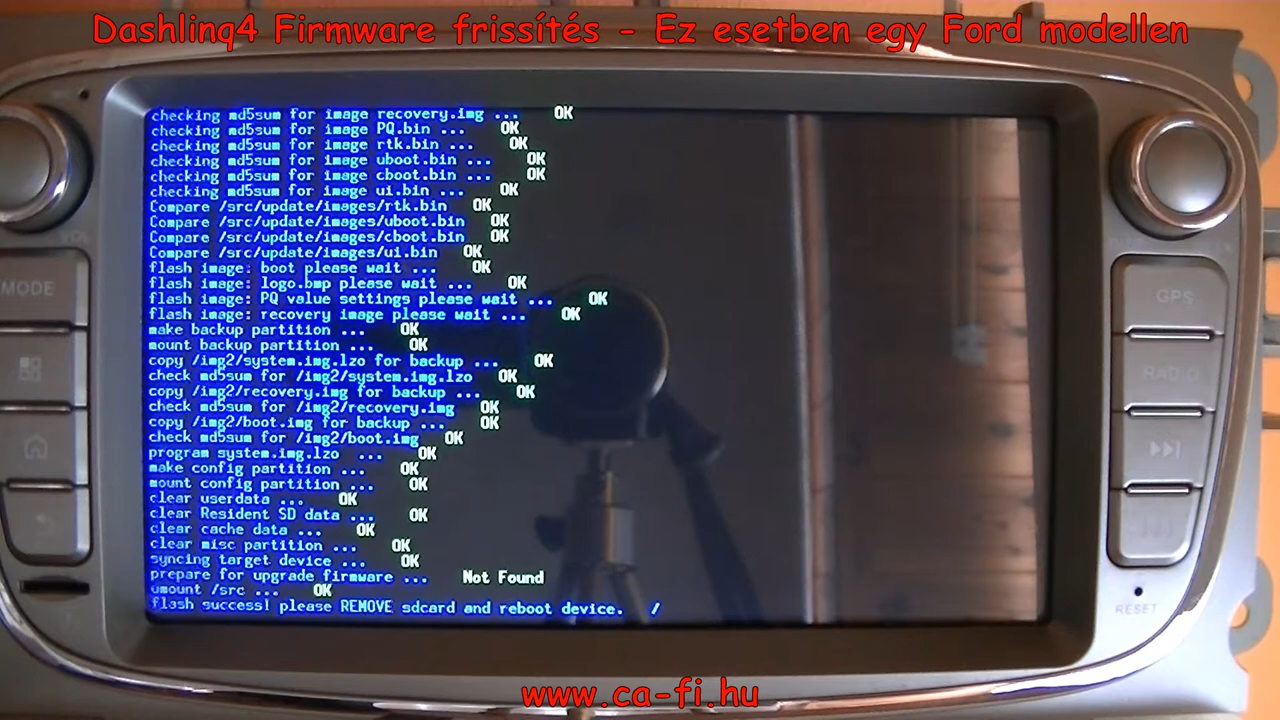 Dashlinq4 Firmware frissítés - Ez esetben egy Ford modellen
checking md5sum for image recovery.img ... OK
checking md5sum for image PQ.bin ... OK
checking md5sum for image rtk.bin ... OK
checking md5sum for image uboot.bin ... OK
checking md5sum for image cboot.bin ... OK
checking md5sum for image ui.bin ... OK
Compare /src/update/images/rtk.bin OK
Compare /src/update/images/uboot.bin OK
Compare /src/update/images/cboot.bin OK
Compare /src/update/images/ui.bin OK
flash image: boot please wait ... OK
flash image: logo.bmp please wait ... OK
flash image: PQ value settings please wait ... OK
flash image: recovery image please wait ... OK
make backup partition ... OK
mount backup partition ... OK
copy /img2/system.img.lzo for backup ... OK
check md5sum for /img2/system.img.lzo OK
copy /img2/recovery.img for backup ... OK
check md5sum for /img2/recovery.img OK
copy /img2/boot.img for backup ... OK
check md5sum for /img2/boot.img OK
program system.img.lzo ... OK
make config partition ... OK
mount config partition ... OK
clear userdata ... OK
clear Resident SD data ... OK
clear cache data ... OK
clear misc partition ... OK
syncing target device ... OK
prepare for upgrade firmware ... Not Found
umount /src ... OK
flash success! please REMOVE sdcard and reboot device. /
VOL
MODE
GPS
RADIO
RESET
www.ca-fi.hu